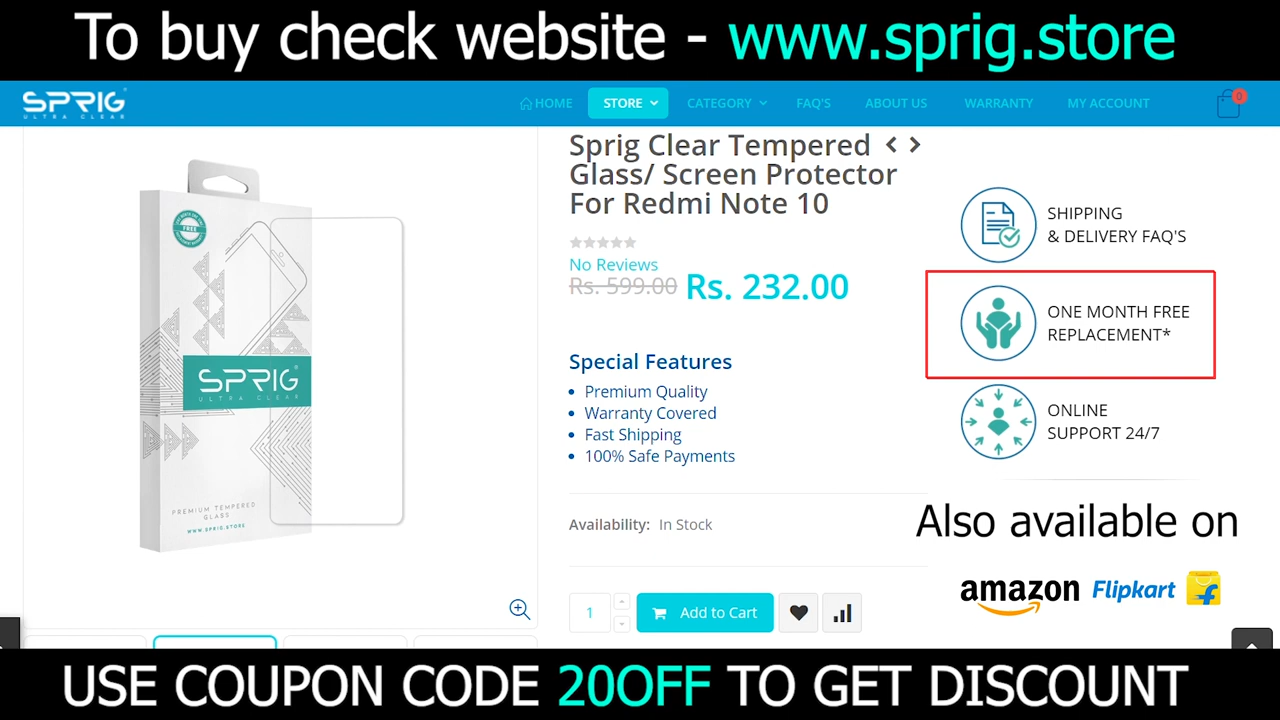 To buy check website - www.sprig.store
SPRIG
ULTRA CLEAR
HOME
STORE
CATEGORY
FAQ'S
ABOUT US
WARRANTY
MY ACCOUNT
0
FREE
SPRIG
ULTRA CLEAR
PREMIUM TEMPERED
GLASS
WWW.SPRIG.STORE
Sprig Clear Tempered
Glass/ Screen Protector
For Redmi Note 10
No Reviews
Rs. 599.00 Rs. 232.00
Special Features
• Premium Quality
• Warranty Covered
• Fast Shipping
• 100% Safe Payments
Availability: In Stock
1
Add to Cart
SHIPPING
& DELIVERY FAQ'S
ONE MONTH FREE
REPLACEMENT*
ONLINE
SUPPORT 24/7
Also available on
amazon
Flipkart
USE COUPON CODE 20OFF TO GET DISCOUNT